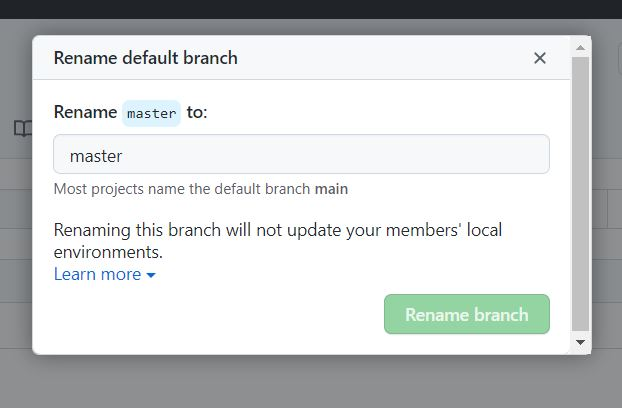 Rename default branch
Rename master to:
master
Most projects name the default branch main
Renaming this branch will not update your members' local
environments.
Learn more
Rename branch